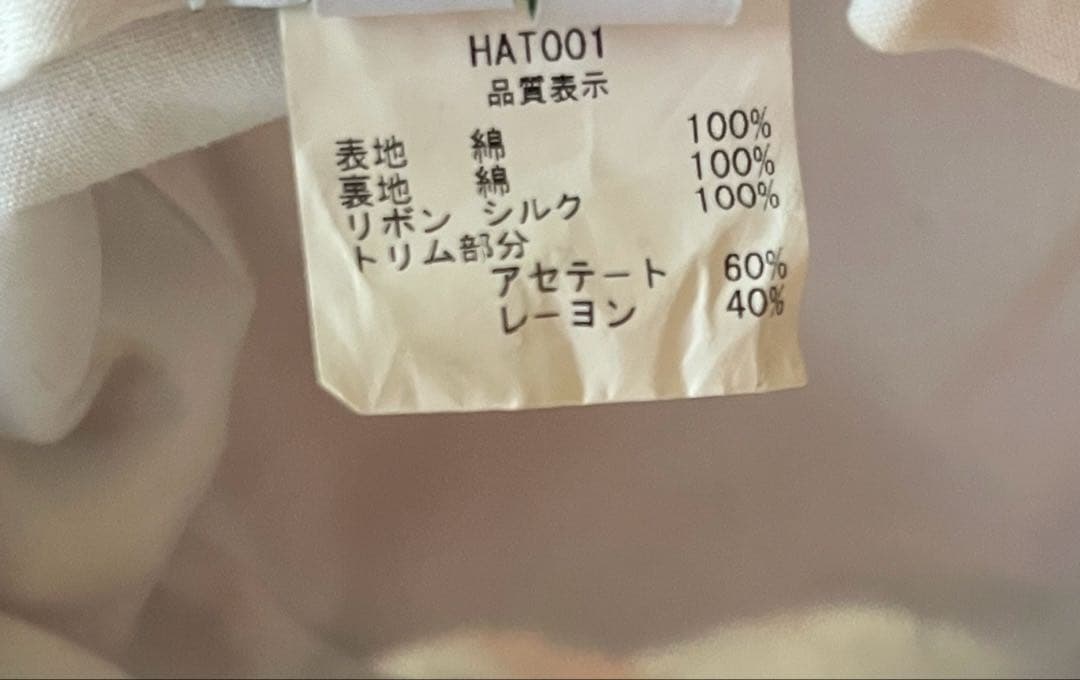 HAT001
品質表示
表地 綿 100%
裏地 綿 100%
リボン シルク 100%
トリム部分
アセテート 60%
レーヨン 40%